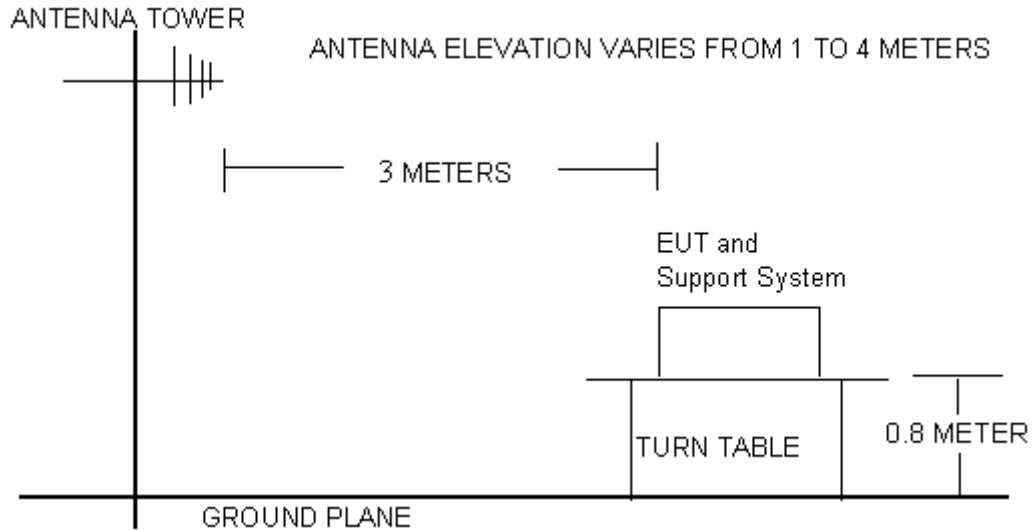 ANTENNA TOWER
ANTENNA ELEVATION VARIES FROM 1 TO 4 METERS
3 METERS
EUT and
Support System
TURN TABLE
0.8 METER
GROUND PLANE